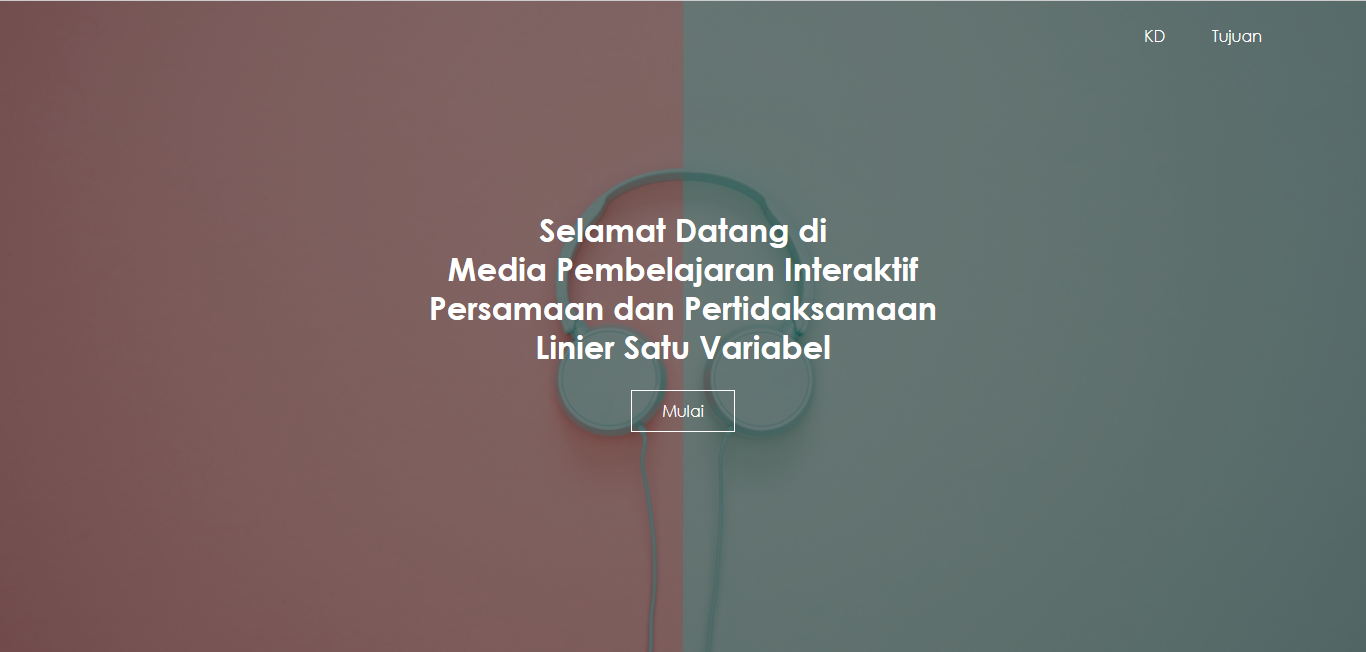 KD Tujuan
Selamat Datang di
Media Pembelajaran Interaktif
Persamaan dan Pertidaksamaan
Linier Satu Variabel
Mulai